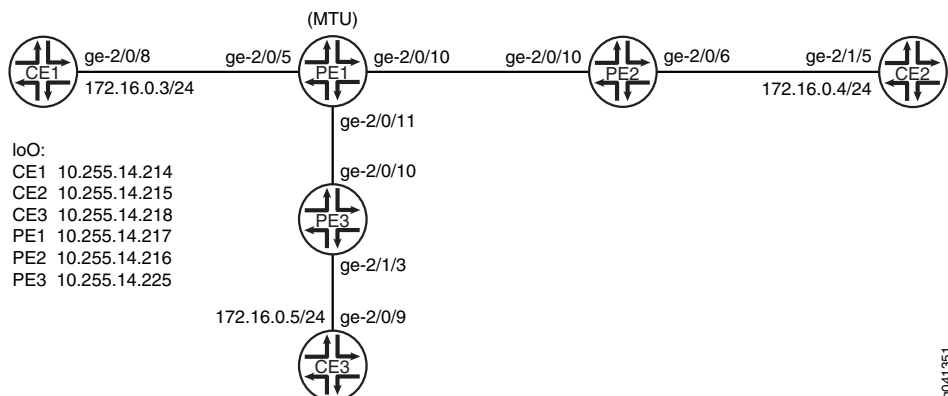 (MTU)
ge-2/0/8
ge-2/0/5
ge-2/0/10
ge-2/0/10
ge-2/0/6
ge-2/1/5
CE1
PE1
PE2
CE2
172.16.0.3/24
172.16.0.4/24
ge-2/0/11
loO:
CE1 10.255.14.214
CE2 10.255.14.215
CE3 10.255.14.218
PE1 10.255.14.217
PE2 10.255.14.216
PE3 10.255.14.225
ge-2/0/10
PE3
ge-2/1/3
172.16.0.5/24
ge-2/0/9
CE3
g041351